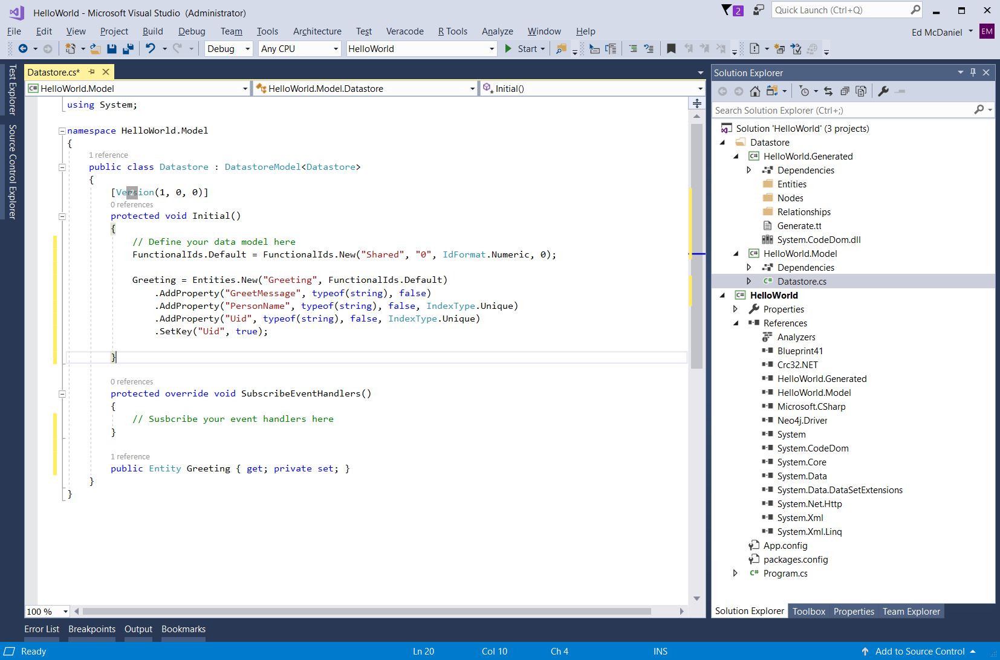 HelloWorld - Microsoft Visual Studio (Administrator)
2
Quick Launch (Ctrl+Q)
File Edit View Project Build Debug Team Tools Architecture Test Veracode R Tools Analyze Window Help
Ed McDaniel EM
Debug Any CPU HelloWorld Start
Test Explorer
Source Control Explorer
Datastore.cs*
C# HelloWorld.Model HelloWorld.Model.Datastore Initial()
using System;
namespace HelloWorld.Model
{
1 reference
public class Datastore : DatastoreModel<Datastore>
{
[Version(1, 0, 0)]
0 references
protected void Initial()
{
// Define your data model here
FunctionalIds.Default = FunctionalIds.New("Shared", "0", IdFormat.Numeric, 0);
Greeting = Entities.New("Greeting", FunctionalIds.Default)
.AddProperty("GreetMessage", typeof(string), false)
.AddProperty("PersonName", typeof(string), false, IndexType.Unique)
.AddProperty("Uid", typeof(string), false, IndexType.Unique)
.SetKey("Uid", true);
}
0 references
protected override void SubscribeEventHandlers()
{
// Susbcribe your event handlers here
}
1 reference
public Entity Greeting { get; private set; }
}
}
100 %
Solution Explorer
Search Solution Explorer (Ctrl+;)
Solution 'HelloWorld' (3 projects)
Datastore
C# HelloWorld.Generated
Dependencies
Entities
Nodes
Relationships
Generate.tt
System.CodeDom.dll
C# HelloWorld.Model
Dependencies
C# Datastore.cs
C# HelloWorld
Properties
References
Analyzers
Blueprint41
Crc32.NET
HelloWorld.Generated
HelloWorld.Model
Microsoft.CSharp
Neo4j.Driver
System
System.CodeDom
System.Core
System.Data
System.Data.DataSetExtensions
System.Net.Http
System.Xml
System.Xml.Linq
App.config
packages.config
C# Program.cs
Solution Explorer Toolbox Properties Team Explorer
Error List Breakpoints Output Bookmarks
Ready Ln 20 Col 10 Ch 4 INS Add to Source Control